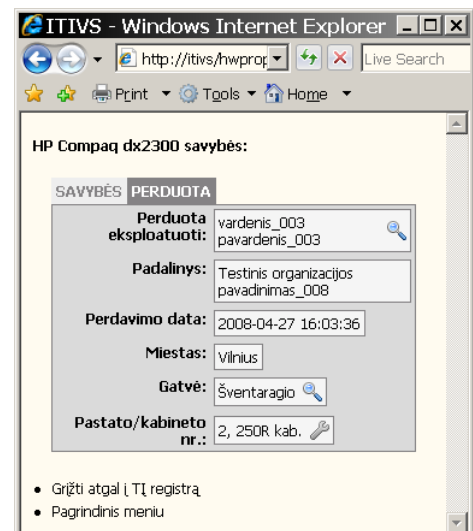 ITIVS - Windows Internet Explorer
http://itivs/hwprop
Live Search
Print Tools Home
HP Compaq dx2300 savybės:
SAVYBĖS PERDUOTA
Perduota eksploatuoti:
vardenis_003
pavardenis_003
Padalinys:
Testinis organizacijos
pavadinimas_008
Perdavimo data: 2008-04-27 16:03:36
Miestas: Vilnius
Gatvė: Šventaragio
Pastato/kabineto nr.:
2, 250R kab.
Grįžti atgal į TĮ registrą
Pagrindinis meniu